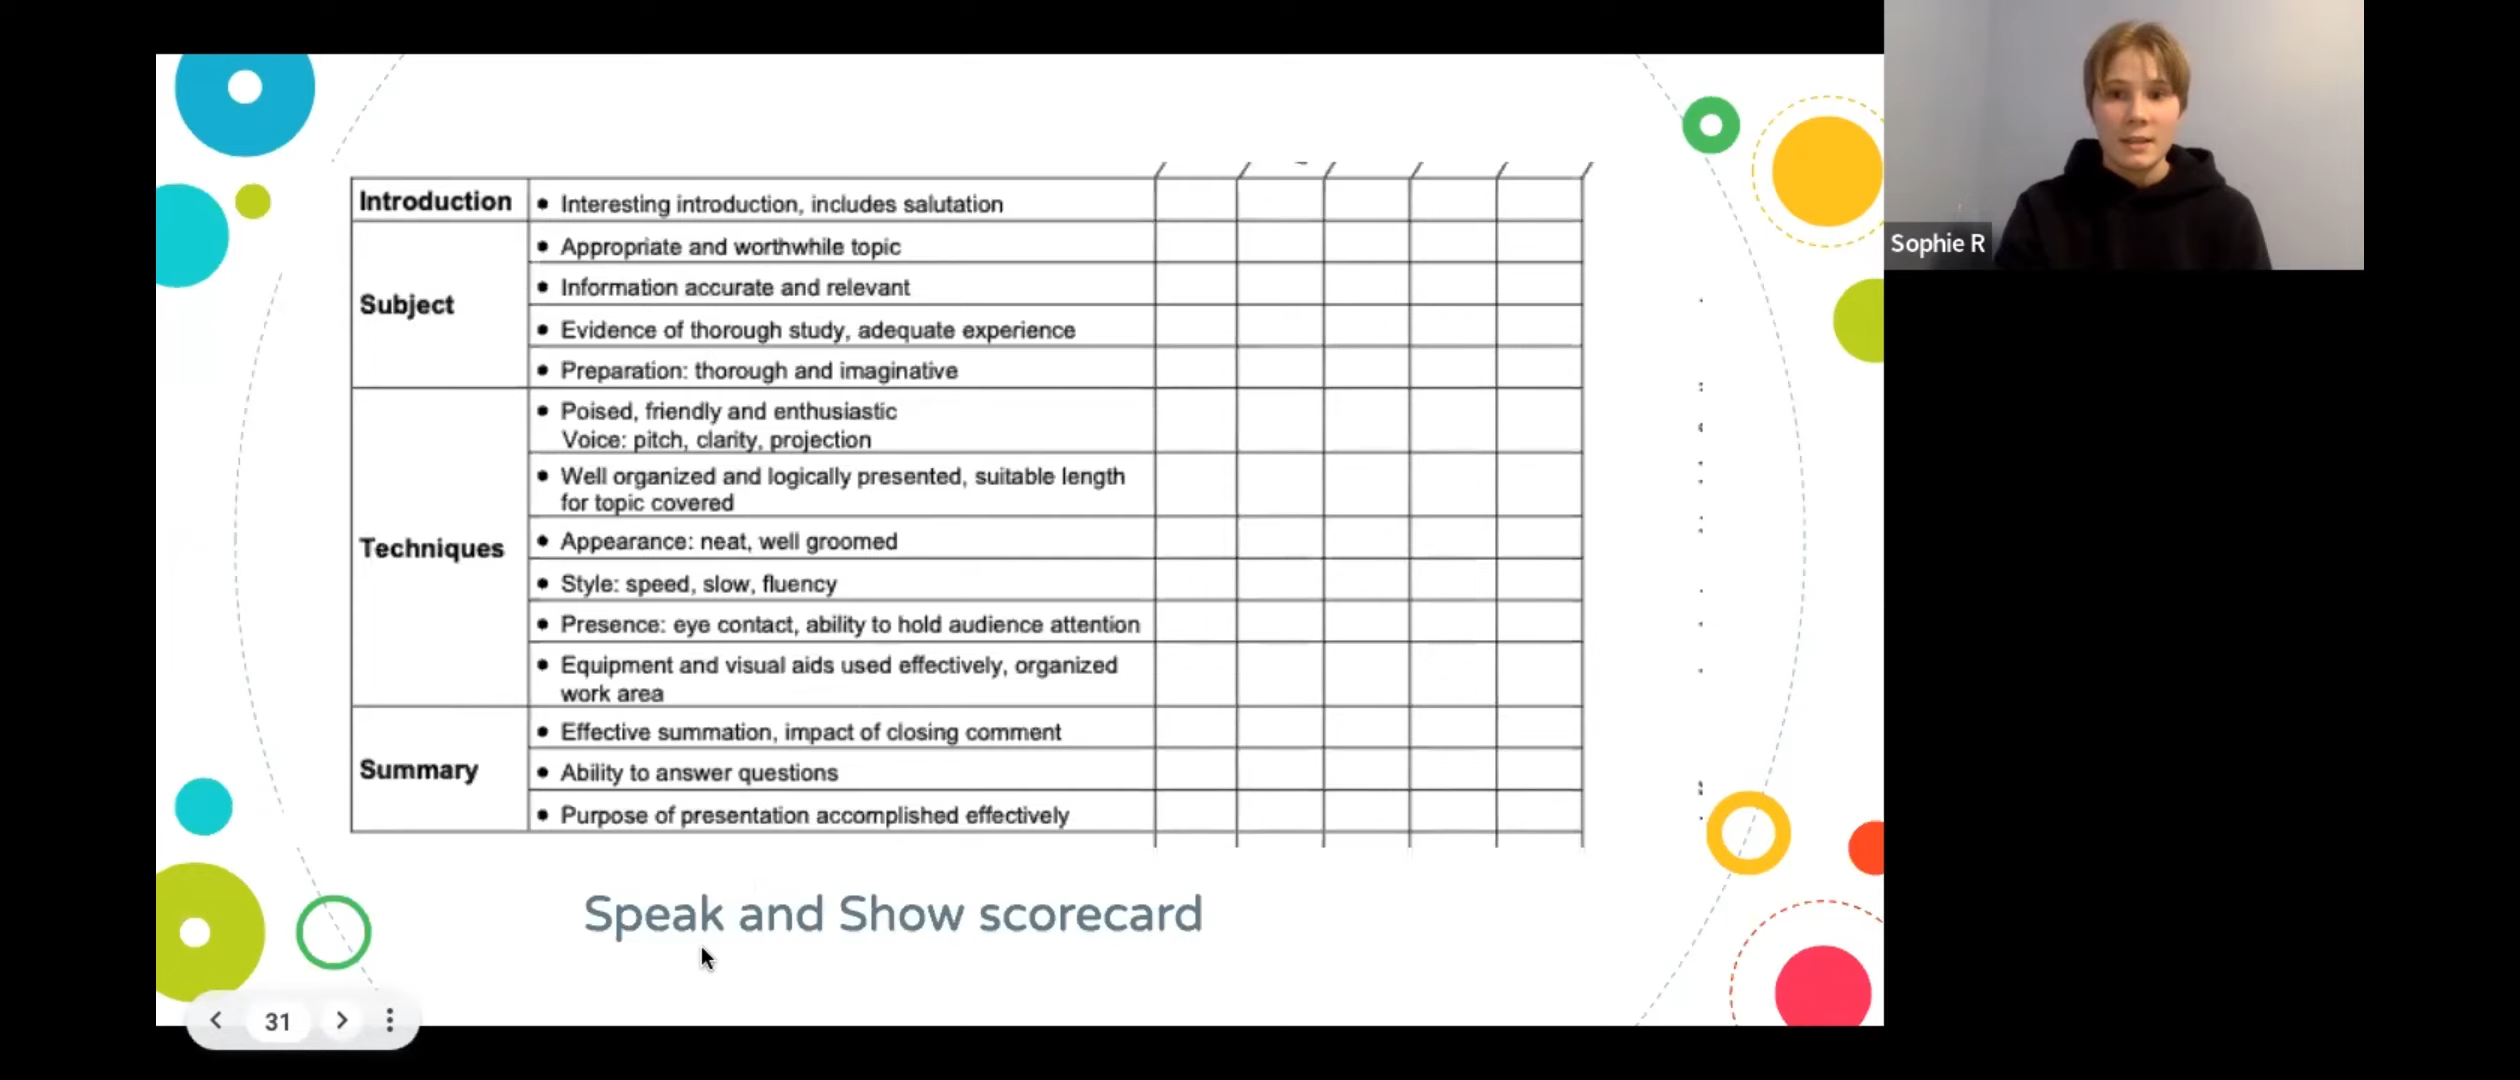 Introduction
• Interesting introduction, includes salutation
Subject
• Appropriate and worthwhile topic
• Information accurate and relevant
• Evidence of thorough study, adequate experience
• Preparation: thorough and imaginative
Techniques
• Poised, friendly and enthusiastic
Voice: pitch, clarity, projection
• Well organized and logically presented, suitable length
for topic covered
• Appearance: neat, well groomed
• Style: speed, slow, fluency
• Presence: eye contact, ability to hold audience attention
• Equipment and visual aids used effectively, organized
work area
Summary
• Effective summation, impact of closing comment
• Ability to answer questions
• Purpose of presentation accomplished effectively
Speak and Show scorecard
31
Sophie R